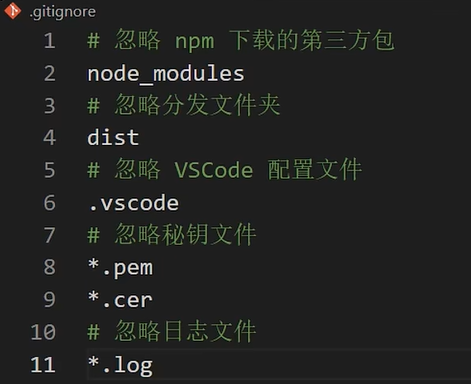 .gitignore
1 # 忽略 npm 下载的第三方包
2 node_modules
3 # 忽略分发文件夹
4 dist
5 # 忽略 VSCode 配置文件
6 .vscode
7 # 忽略秘钥文件
8 *.pem
9 *.cer
10 # 忽略日志文件
11 *.log